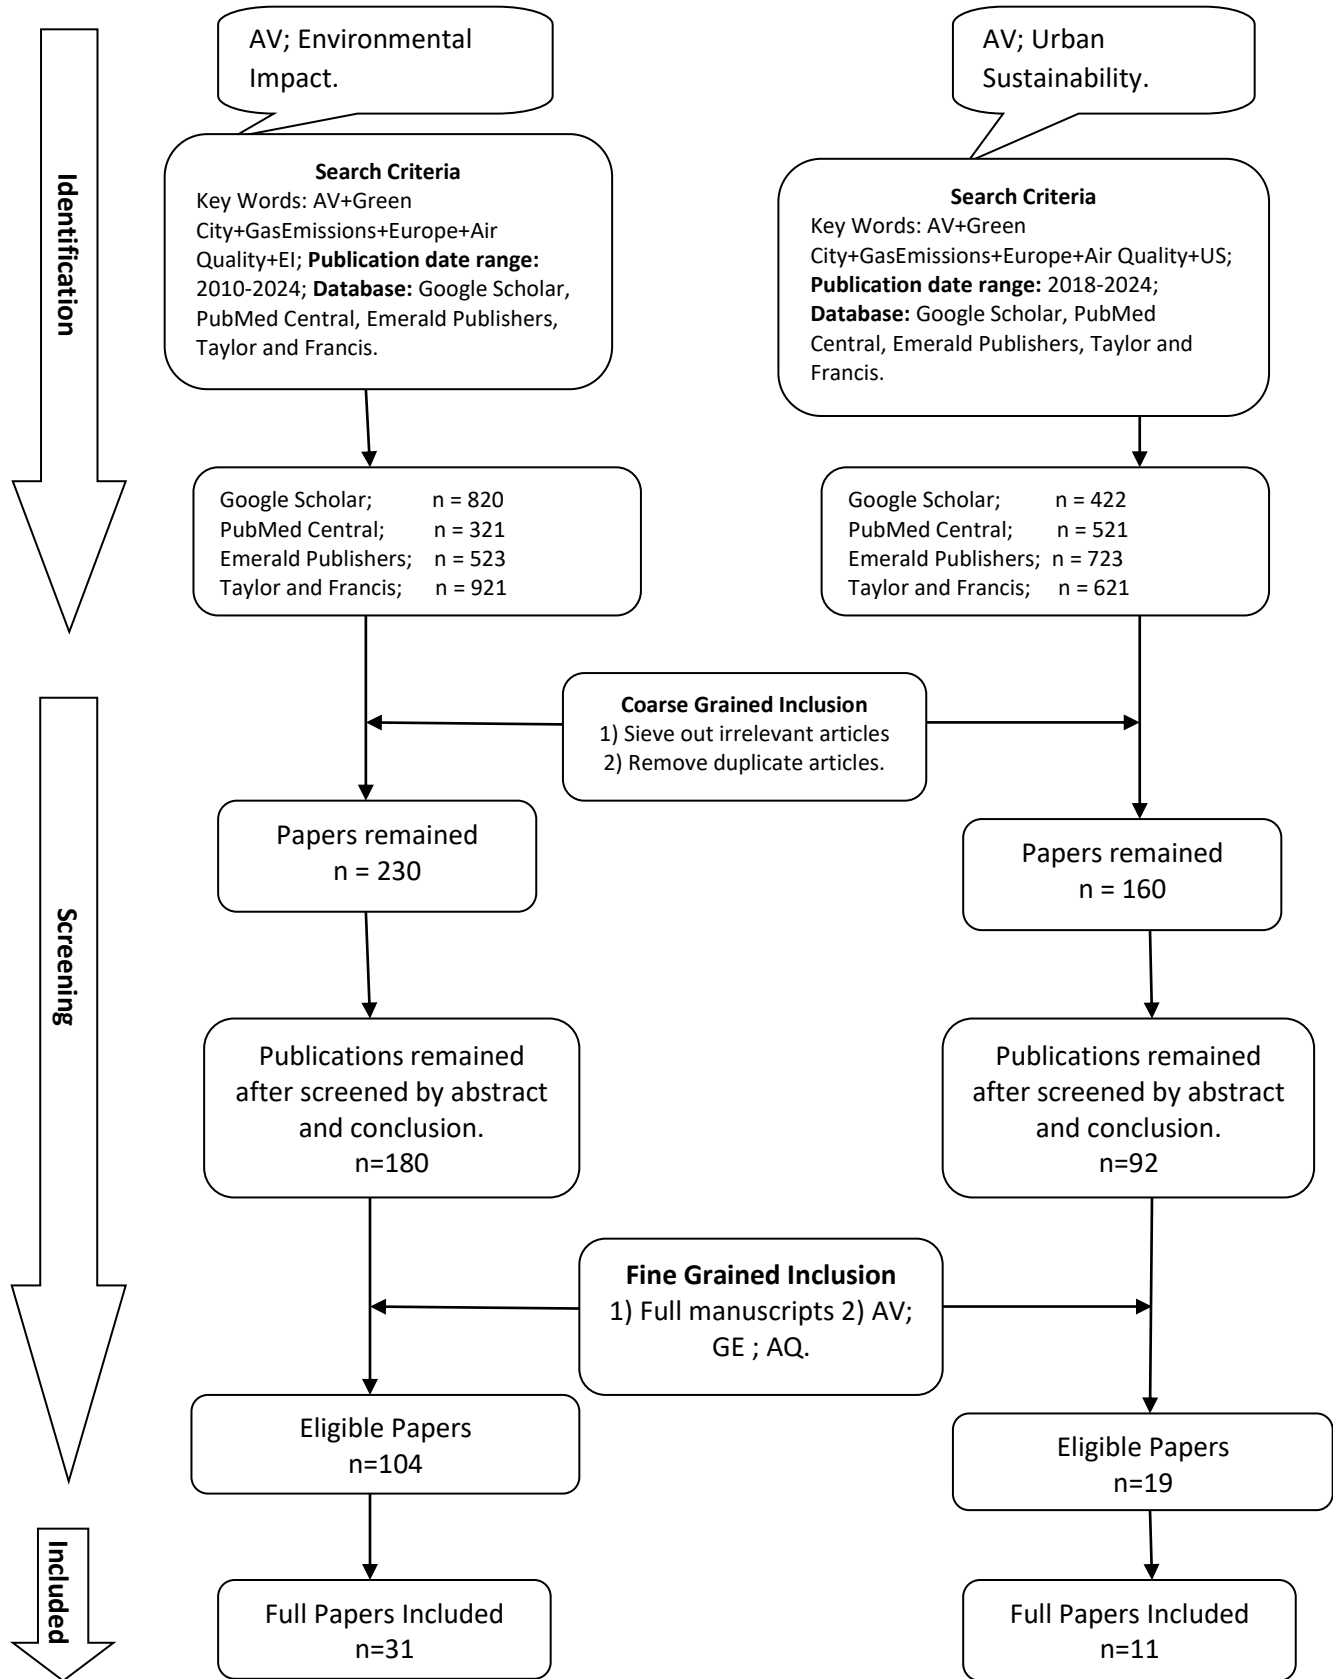 AV; Environmental
Impact.
AV; Urban
Sustainability.
Identification
Search Criteria
Key Words: AV+Green
City+GasEmissions+Europe+Air
Quality+EI; Publication date range:
2010-2024; Database: Google Scholar,
PubMed Central, Emerald Publishers,
Taylor and Francis.
Search Criteria
Key Words: AV+Green
City+GasEmissions+Europe+Air Quality+US;
Publication date range: 2018-2024;
Database: Google Scholar, PubMed
Central, Emerald Publishers, Taylor and
Francis.
Google Scholar; n = 820
PubMed Central; n = 321
Emerald Publishers; n = 523
Taylor and Francis; n = 921
Google Scholar; n = 422
PubMed Central; n = 521
Emerald Publishers; n = 723
Taylor and Francis; n = 621
Screening
Coarse Grained Inclusion
1) Sieve out irrelevant articles
2) Remove duplicate articles.
Papers remained
n = 230
Papers remained
n = 160
Publications remained
after screened by abstract
and conclusion.
n=180
Publications remained
after screened by abstract
and conclusion.
n=92
Fine Grained Inclusion
1) Full manuscripts 2) AV;
GE ; AQ.
Eligible Papers
n=104
Eligible Papers
n=19
Included
Full Papers Included
n=31
Full Papers Included
n=11